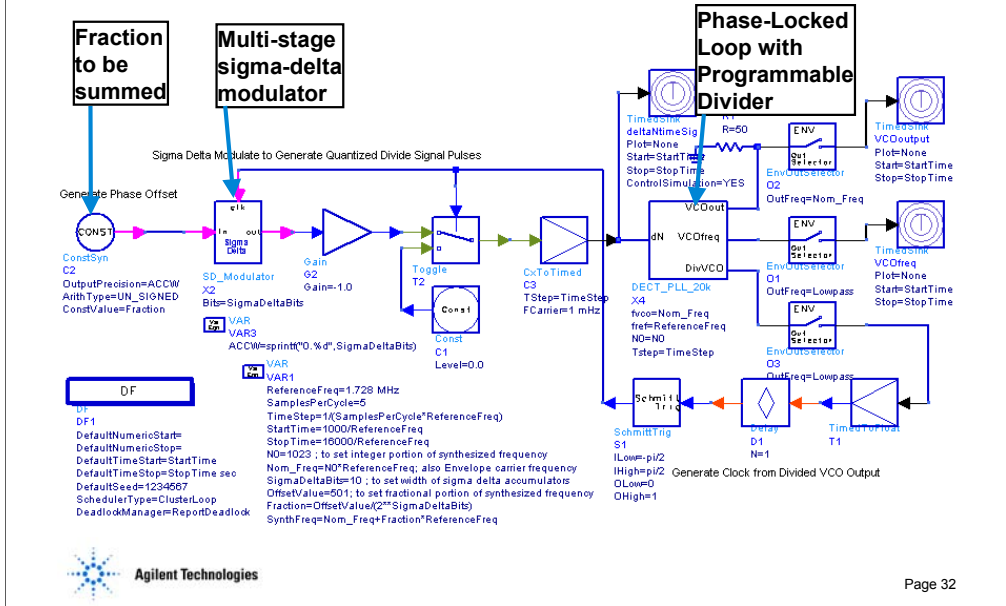 Fraction
to be
summed
Multi-stage
sigma-delta
modulator
Phase-Locked
Loop with
Programmable
Divider
Sigma Delta Modulate to Generate Quantized Divide Signal Pulses
Generate Phase Offset
CONST
ConstSyn
C2
OutputPrecision=ACCW
ArithType=UN_SIGNED
ConstValue=Fraction
clk
in
out
Sigma
Delta
SD_Modulator
X2
Bits=SigmaDeltaBits
VAR
VAR3
ACCW=sprintf("0.%d",SigmaDeltaBits)
Gain
G2
Gain=-1.0
Toggle
T2
Const
Const
C1
Level=0.0
CxToTimed
C3
TStep=TimeStep
FCarrier=1 mHz
TimedSink
deltaNtimeSig
Plot=None
Start=StartTime
Stop=StopTime
ControlSimulation=YES
R=50
VCOout
dN
VCOfreq
DivVCO
DECT_PLL_20k
X4
fvco=Nom_Freq
fref=ReferenceFreq
N0=N0
Tstep=TimeStep
ENV
Out
Selector
EnvOutSelector
O2
OutFreq=Nom_Freq
TimedSink
VCOoutput
Plot=None
Start=StartTime
Stop=StopTime
ENV
Out
Selector
EnvOutSelector
O1
OutFreq=Lowpass
TimedSink
VCOfreq
Plot=None
Start=StartTime
Stop=StopTime
ENV
Out
Selector
EnvOutSelector
O3
OutFreq=Lowpass
VAR
VAR1
ReferenceFreq=1.728 MHz
SamplesPerCycle=5
TimeStep=1/(SamplesPerCycle*ReferenceFreq)
StartTime=1000/ReferenceFreq
StopTime=16000/ReferenceFreq
N0=1023 ; to set integer portion of synthesized frequency
Nom_Freq=N0*ReferenceFreq; also Envelope carrier frequency
SigmaDeltaBits=10 ; to set width of sigma delta accumulators
OffsetValue=501; to set fractional portion of synthesized frequency
Fraction=OffsetValue/(2**SigmaDeltaBits)
SynthFreq=Nom_Freq+Fraction*ReferenceFreq
DF
DF
DF1
DefaultNumericStart=
DefaultNumericStop=
DefaultTimeStart=StartTime
DefaultTimeStop=StopTime sec
DefaultSeed=1234567
SchedulerType=ClusterLoop
DeadlockManager=ReportDeadlock
Schmitt
Trig
SchmittTrig
S1
ILow=-pi/2
IHigh=pi/2
OLow=0
OHigh=1
Delay
D1
N=1
TimedToFloat
T1
Generate Clock from Divided VCO Output
Agilent Technologies
Page 32